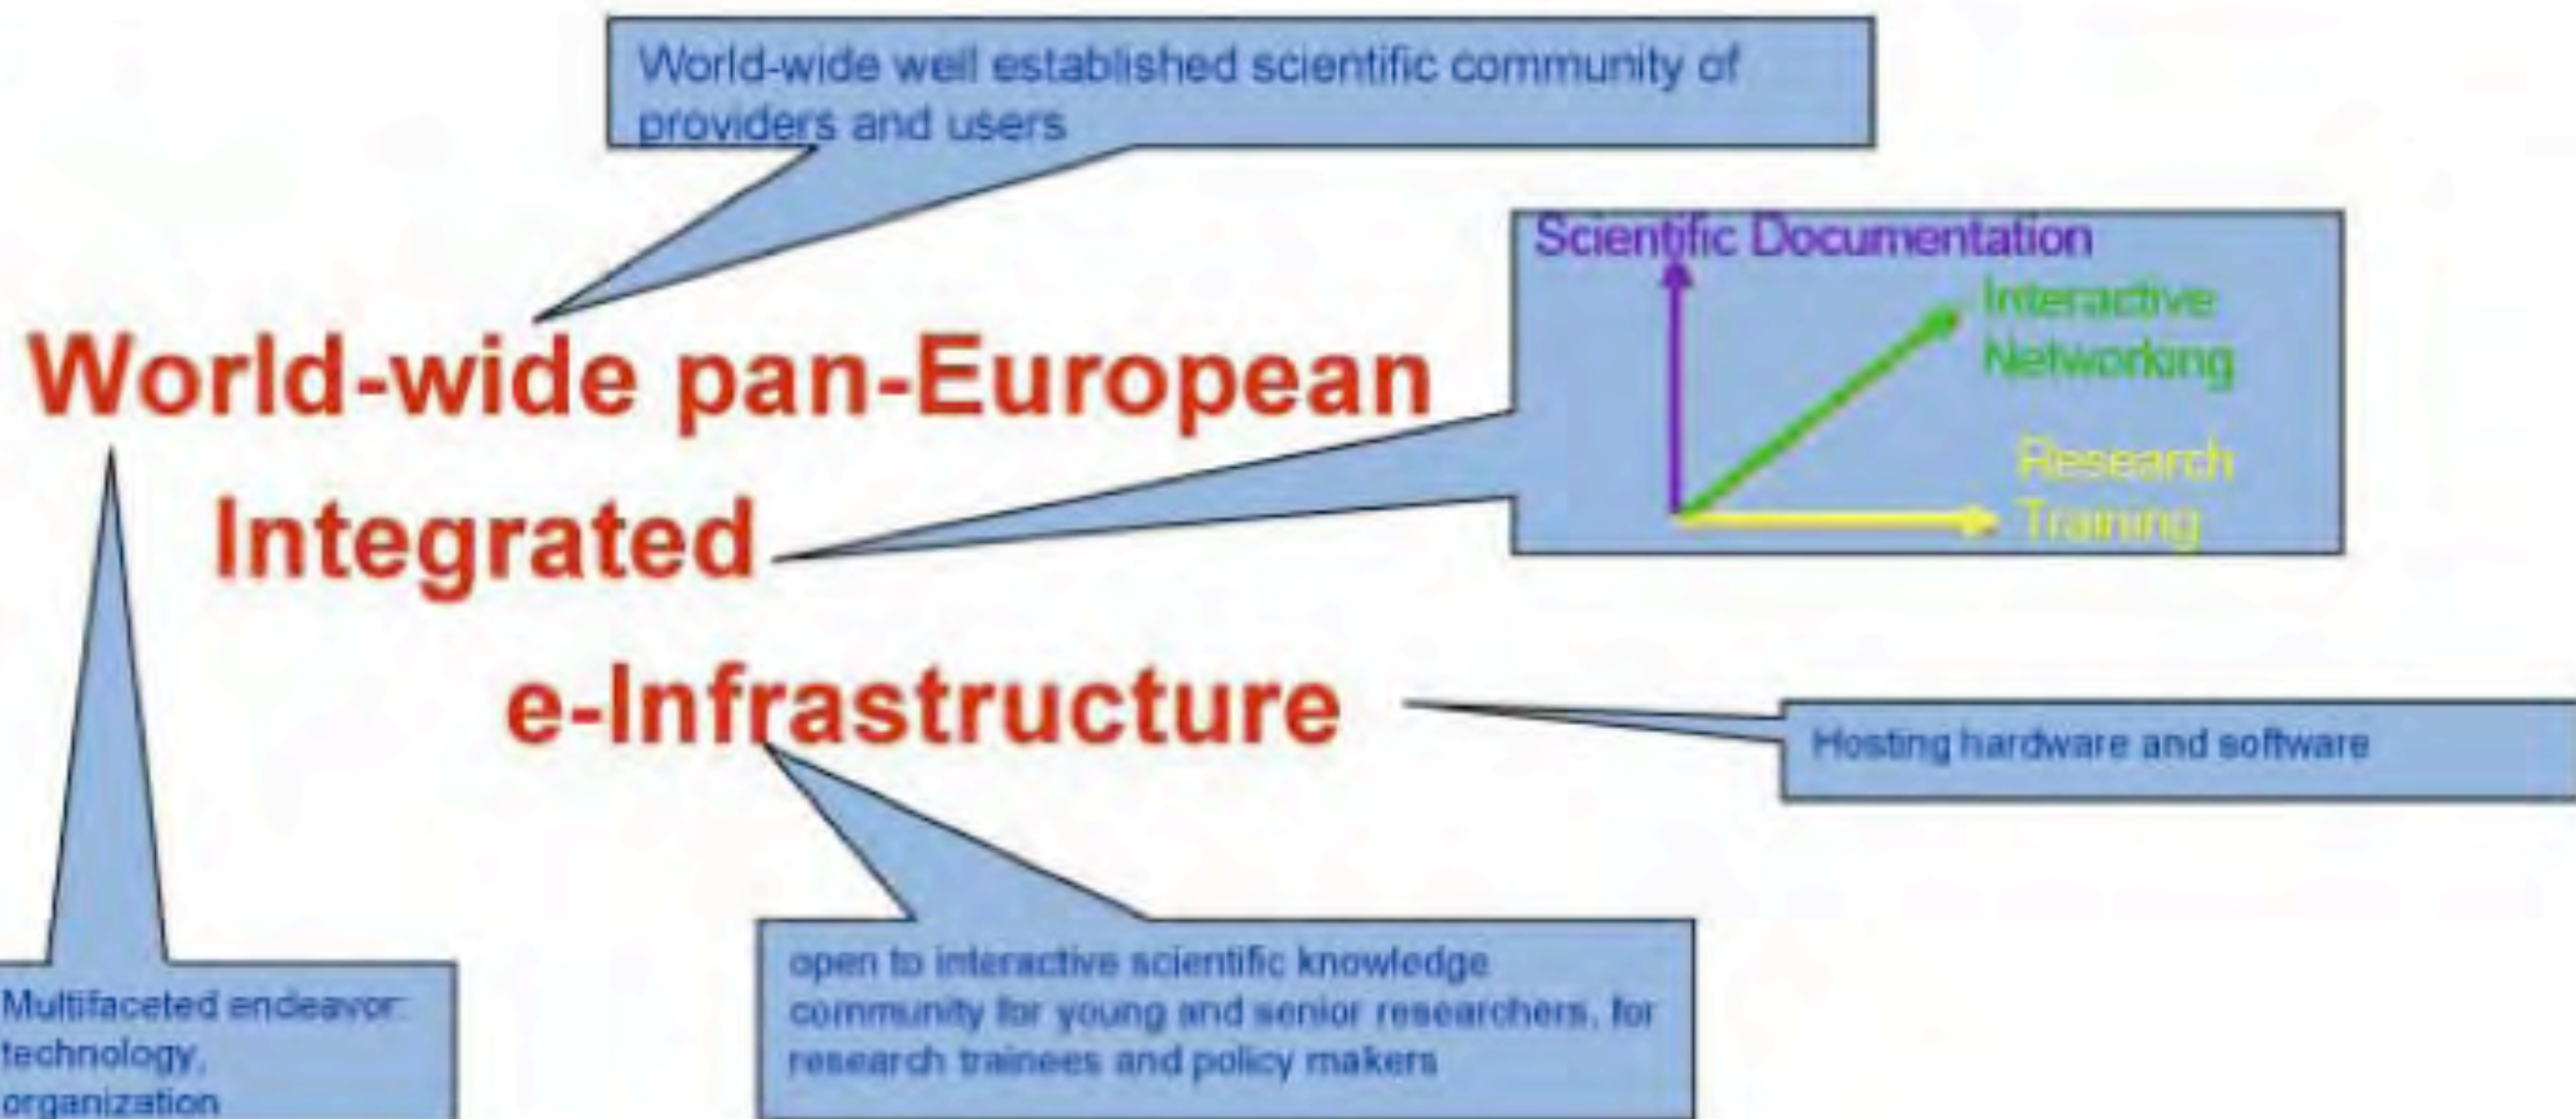 World-wide well established scientific community of
providers and users
Scientific Documentation
Interactive
Networking
Research
Training
World-wide pan-European
Integrated
e-Infrastructure
Hosting hardware and software
open to interactive scientific knowledge
community for young and senior researchers, for
research trainees and policy makers
Multifaceted endeavor:
technology,
organization